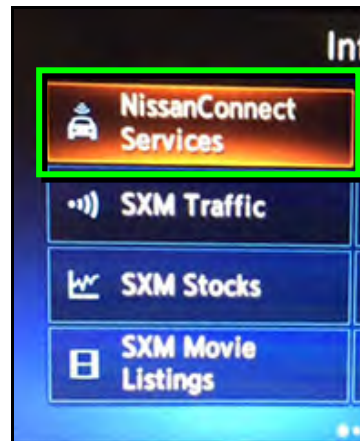 NissanConnect
Services
SXM Traffic
SXM Stocks
SXM Movie
Listings